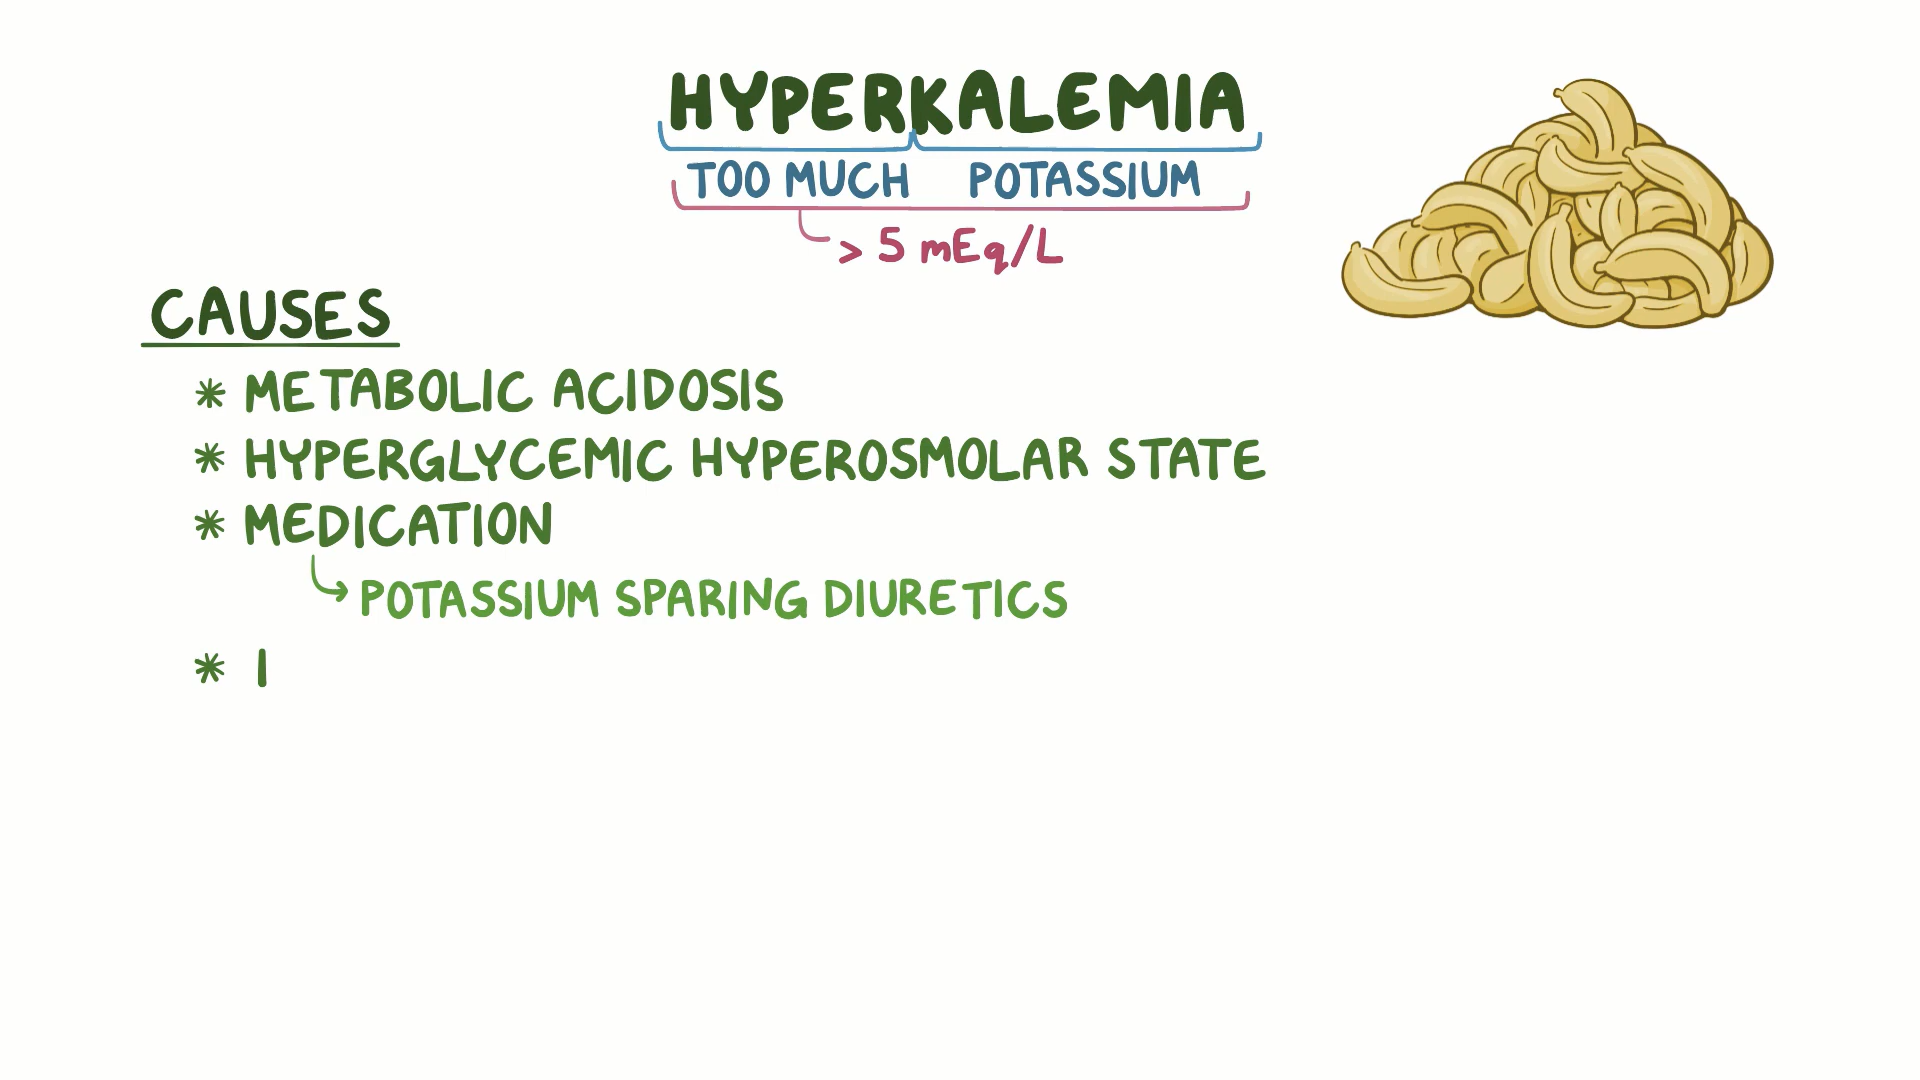 HYPERKALEMIA
TOO MUCH POTASSIUM
> 5 mEq/L
CAUSES
* METABOLIC ACIDOSIS
* HYPERGLYCEMIC HYPEROSMOLAR STATE
* MEDICATION
POTASSIUM SPARING DIURETICS
* I